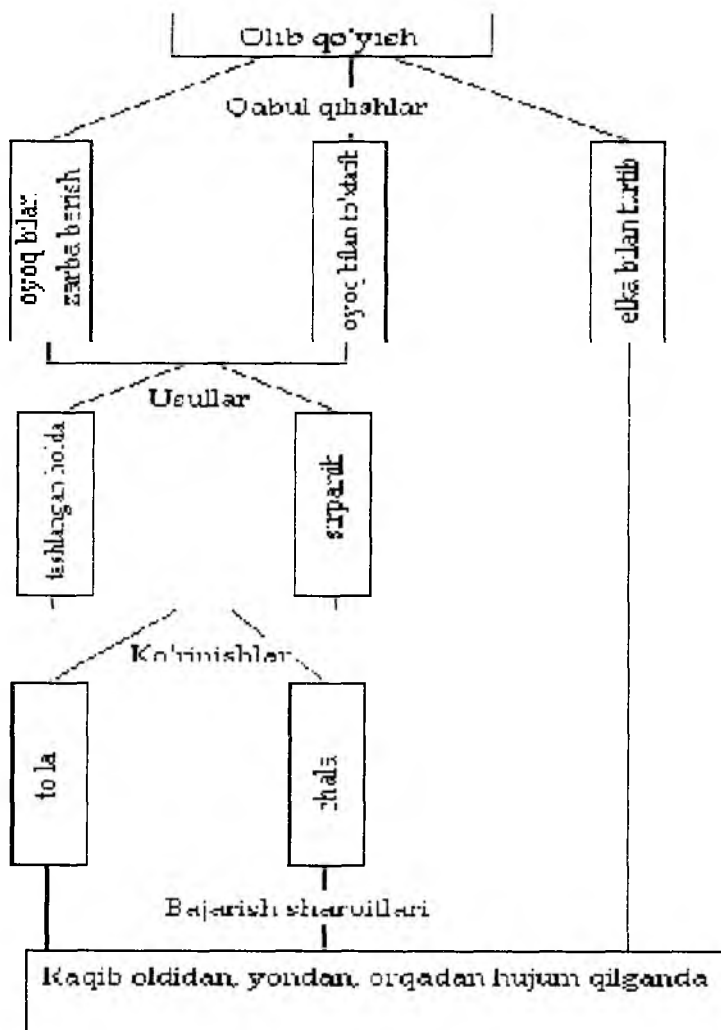 Olib qo'yish
Qabul qilishlar
oyoq bilan
zarba berish
oyoq bilan to'xtatib
elka bilan turtib
Usullar
tashlangan holda
sirpanib
Ko'rinishlar
to la
chala
Bajarish sharoitlari
Raqib oldidan, yondan, orqadan hujum qilganda